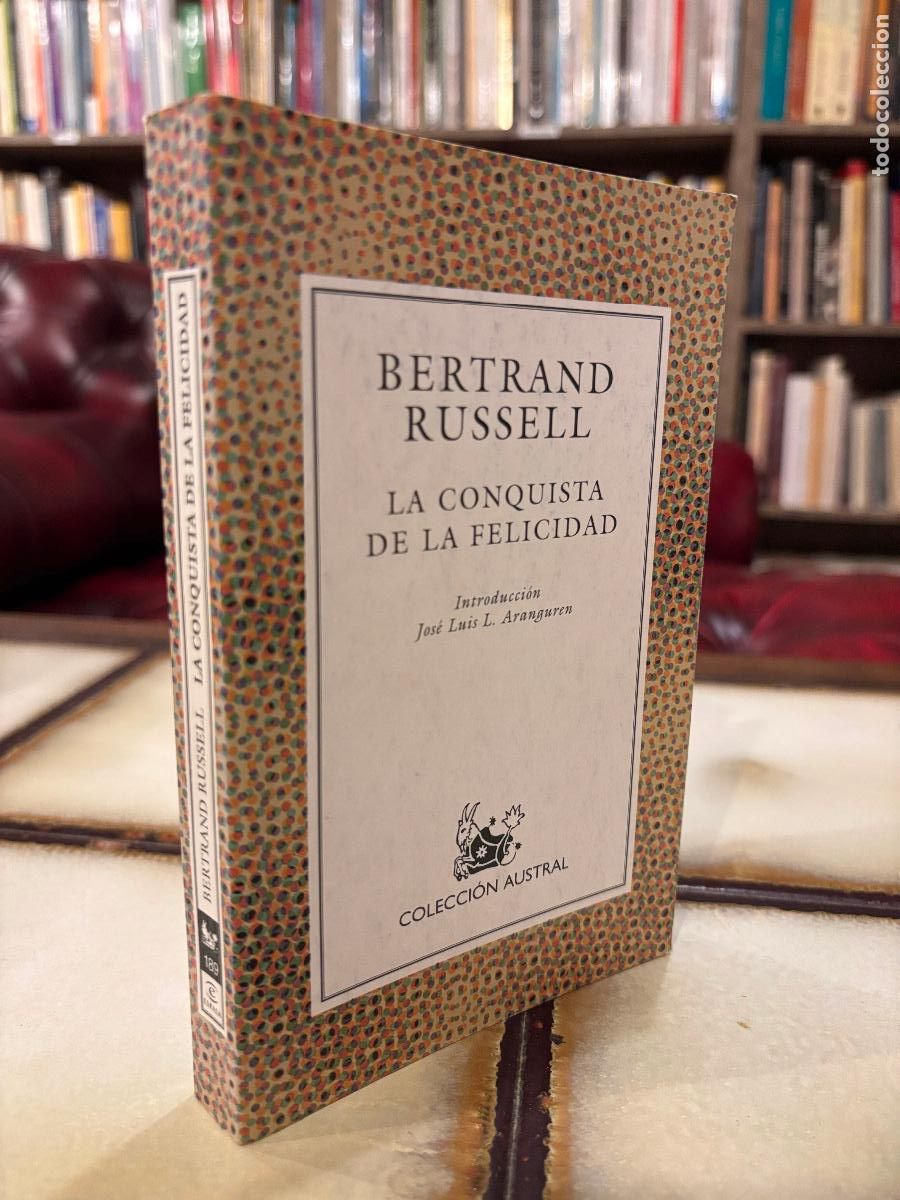 BERTRAND
RUSSELL
LA CONQUISTA
DE LA FELICIDAD
Introducción
José Luis L. Aranguren
COLECCIÓN AUSTRAL
BERTRAND RUSSELL LA CONQUISTA DE LA FELICIDAD
189
todocoleccion